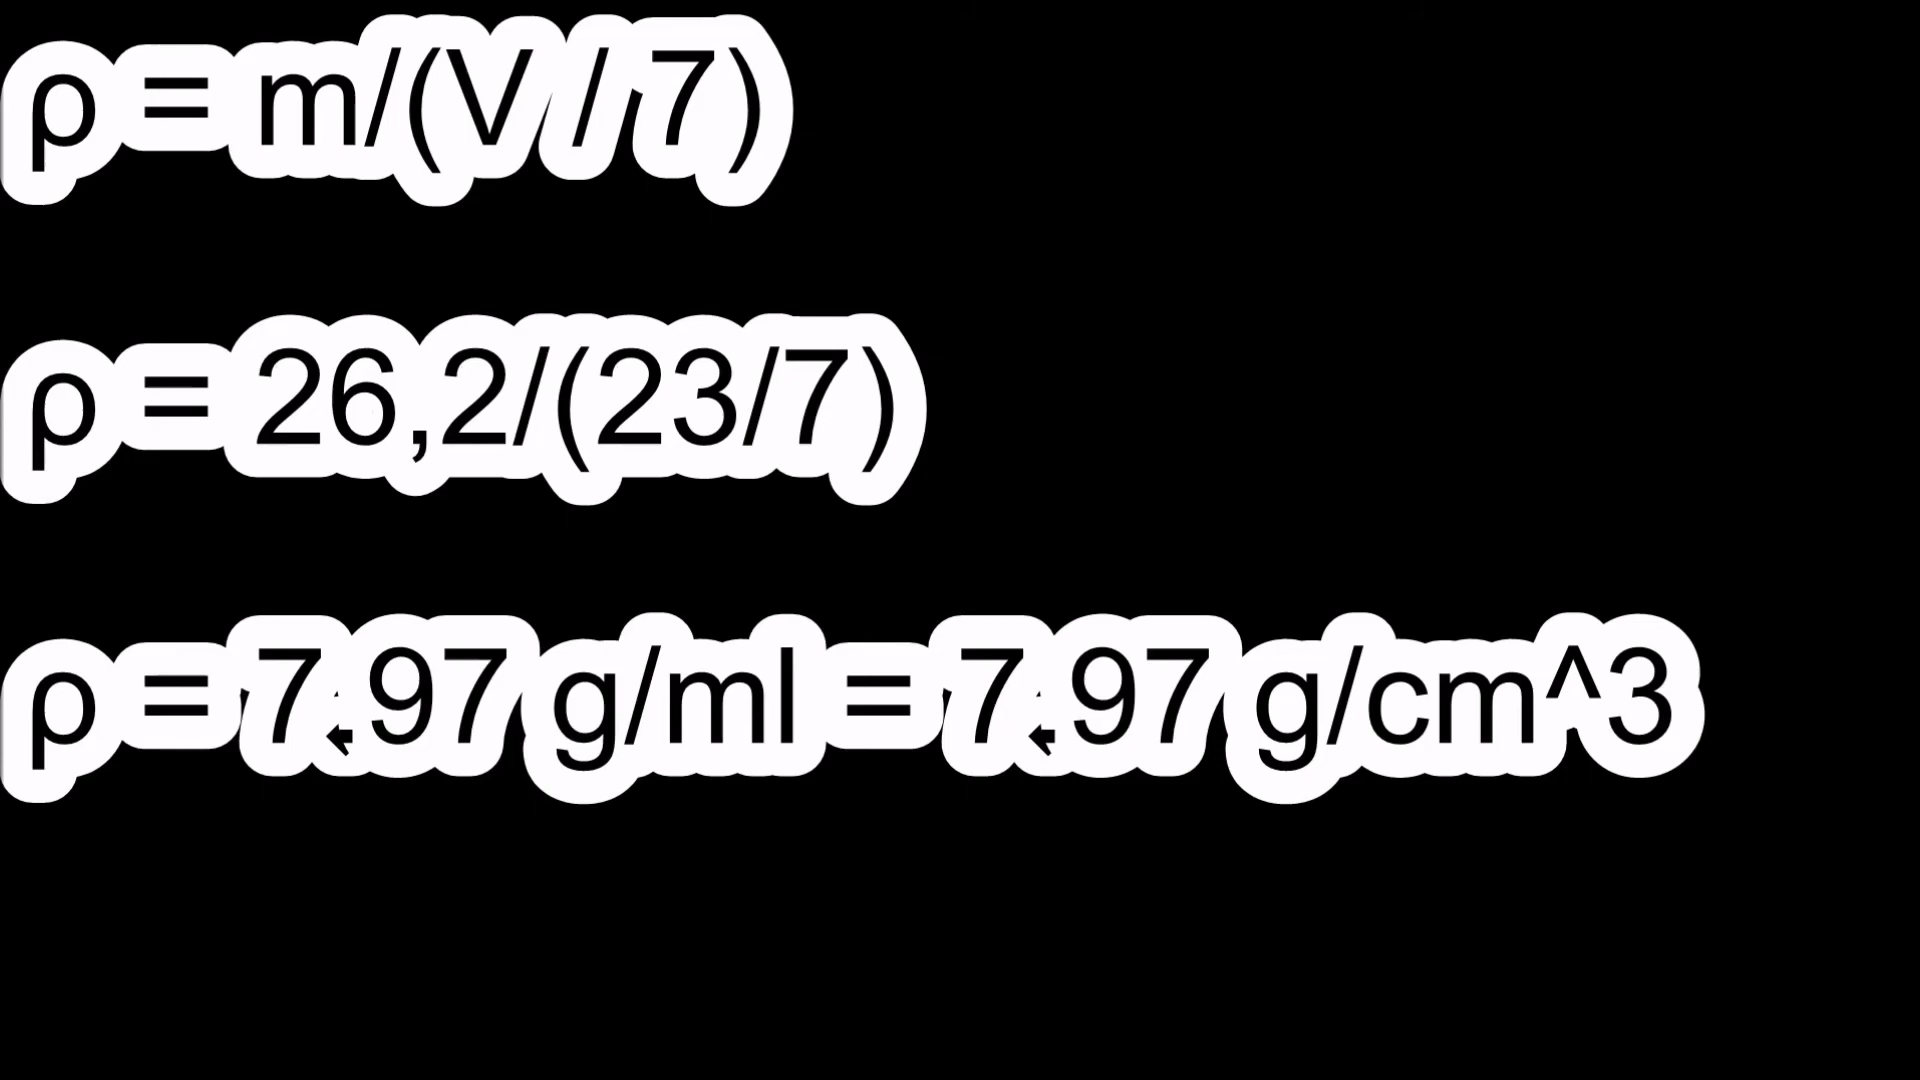 ρ = m/(V / 7)
ρ = 26,2/(23/7)
ρ = 7.97 g/ml = 7.97 g/cm^3